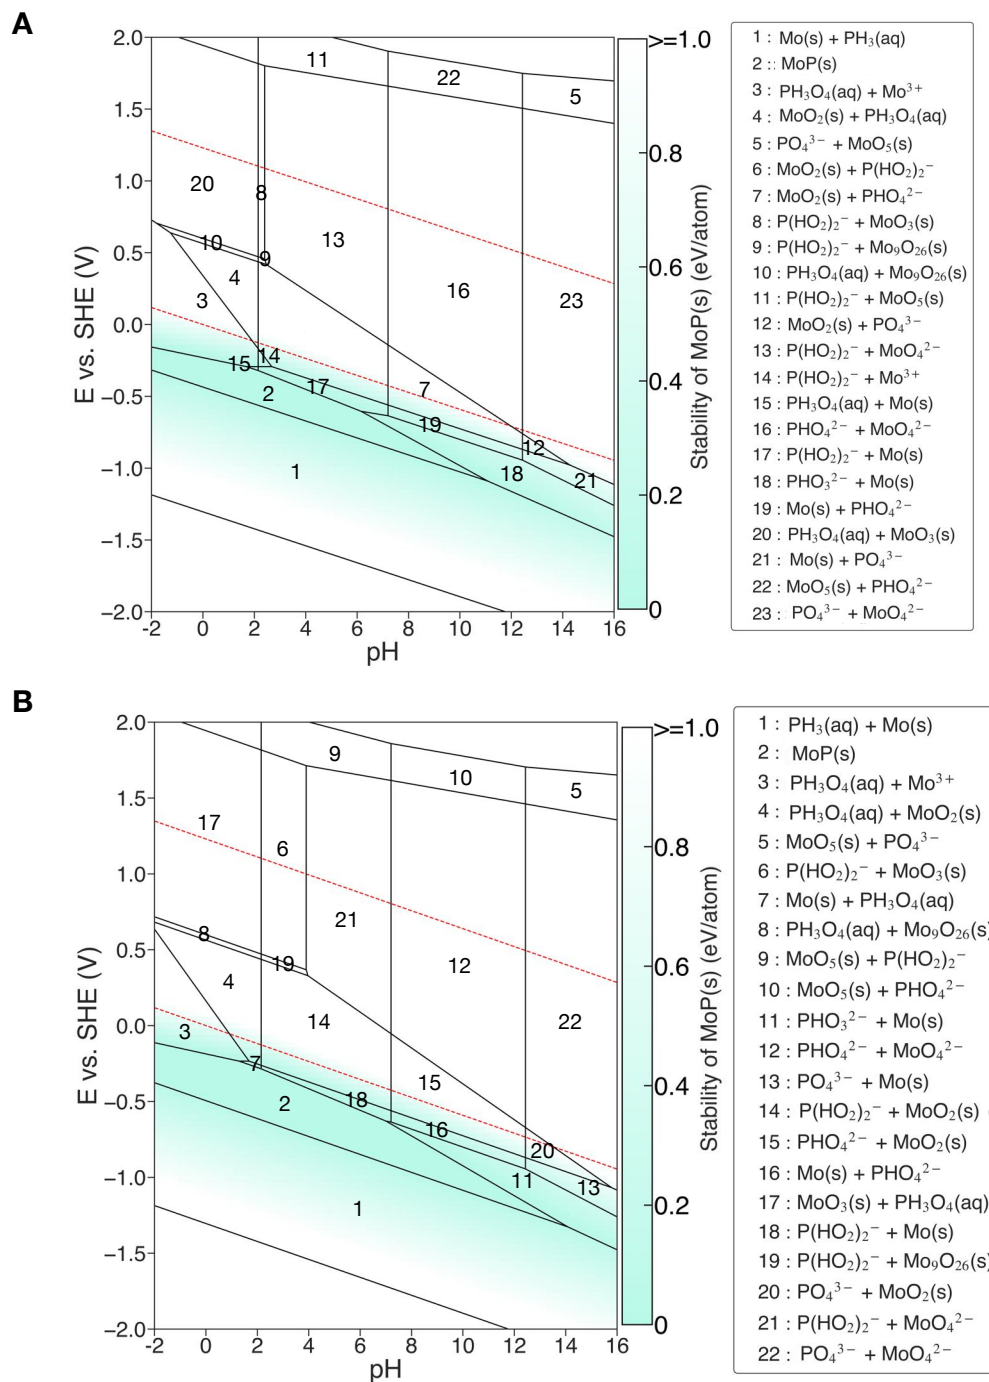 A
2.0
1.5
1.0
0.5
0.0
−0.5
−1.0
−1.5
−2.0
E vs. SHE (V)
-2 0 2 4 6 8 10 12 14 16
pH
11
22
5
20
8
10
9
13
4
3
16
23
15
14
17
7
2
19
12
18
21
1
>=1.0
0.8
0.6
0.4
0.2
0
Stability of MoP(s) (eV/atom)
1 : Mo(s) + PH₃(aq)
2 :: MoP(s)
3 : PH₃O₄(aq) + Mo³⁺
4 : MoO₂(s) + PH₃O₄(aq)
5 : PO₄³⁻ + MoO₅(s)
6 : MoO₂(s) + P(HO₂)₂⁻
7 : MoO₂(s) + PHO₄²⁻
8 : P(HO₂)₂⁻ + MoO₃(s)
9 : P(HO₂)₂⁻ + Mo₉O₂₆(s)
10 : PH₃O₄(aq) + Mo₉O₂₆(s)
11 : P(HO₂)₂⁻ + MoO₅(s)
12 : MoO₂(s) + PO₄³⁻
13 : P(HO₂)₂⁻ + MoO₄²⁻
14 : P(HO₂)₂⁻ + Mo³⁺
15 : PH₃O₄(aq) + Mo(s)
16 : PHO₄²⁻ + MoO₄²⁻
17 : P(HO₂)₂⁻ + Mo(s)
18 : PHO₃²⁻ + Mo(s)
19 : Mo(s) + PHO₄²⁻
20 : PH₃O₄(aq) + MoO₃(s)
21 : Mo(s) + PO₄³⁻
22 : MoO₅(s) + PHO₄²⁻
23 : PO₄³⁻ + MoO₄²⁻
B
2.0
1.5
1.0
0.5
0.0
−0.5
−1.0
−1.5
−2.0
E vs. SHE (V)
-2 0 2 4 6 8 10 12 14 16
pH
9
10
5
17
6
21
8
19
12
4
14
22
3
7
15
2
18
16
20
11
13
1
>=1.0
0.8
0.6
0.4
0.2
0
Stability of MoP(s) (eV/atom)
1 : PH₃(aq) + Mo(s)
2 : MoP(s)
3 : PH₃O₄(aq) + Mo³⁺
4 : PH₃O₄(aq) + MoO₂(s)
5 : MoO₅(s) + PO₄³⁻
6 : P(HO₂)₂⁻ + MoO₃(s)
7 : Mo(s) + PH₃O₄(aq)
8 : PH₃O₄(aq) + Mo₉O₂₆(s)
9 : MoO₅(s) + P(HO₂)₂⁻
10 : MoO₅(s) + PHO₄²⁻
11 : PHO₃²⁻ + Mo(s)
12 : PHO₄²⁻ + MoO₄²⁻
13 : PO₄³⁻ + Mo(s)
14 : P(HO₂)₂⁻ + MoO₂(s)
15 : PHO₄²⁻ + MoO₂(s)
16 : Mo(s) + PHO₄²⁻
17 : MoO₃(s) + PH₃O₄(aq)
18 : P(HO₂)₂⁻ + Mo(s)
19 : P(HO₂)₂⁻ + Mo₉O₂₆(s)
20 : PO₄³⁻ + MoO₂(s)
21 : P(HO₂)₂⁻ + MoO₄²⁻
22 : PO₄³⁻ + MoO₄²⁻